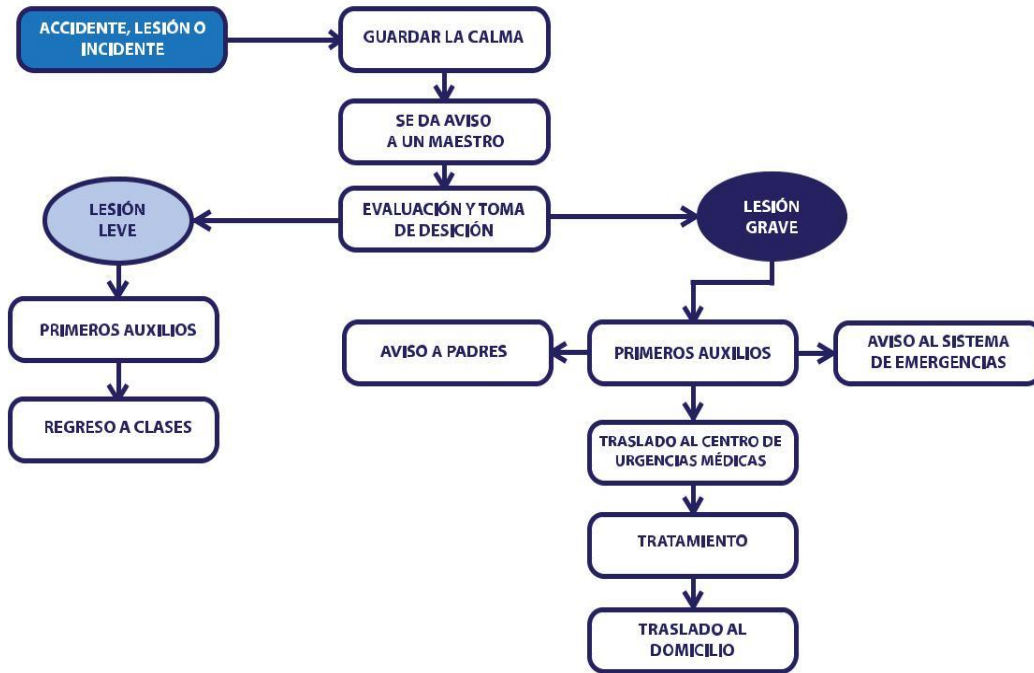 ACCIDENTE, LESIÓN O
INCIDENTE
GUARDAR LA CALMA
SE DA AVISO
A UN MAESTRO
EVALUACIÓN Y TOMA
DE DESICIÓN
LESIÓN
LEVE
LESIÓN
GRAVE
PRIMEROS AUXILIOS
REGRESO A CLASES
AVISO A PADRES
PRIMEROS AUXILIOS
AVISO AL SISTEMA
DE EMERGENCIAS
TRASLADO AL CENTRO DE
URGENCIAS MÉDICAS
TRATAMIENTO
TRASLADO AL
DOMICILIO